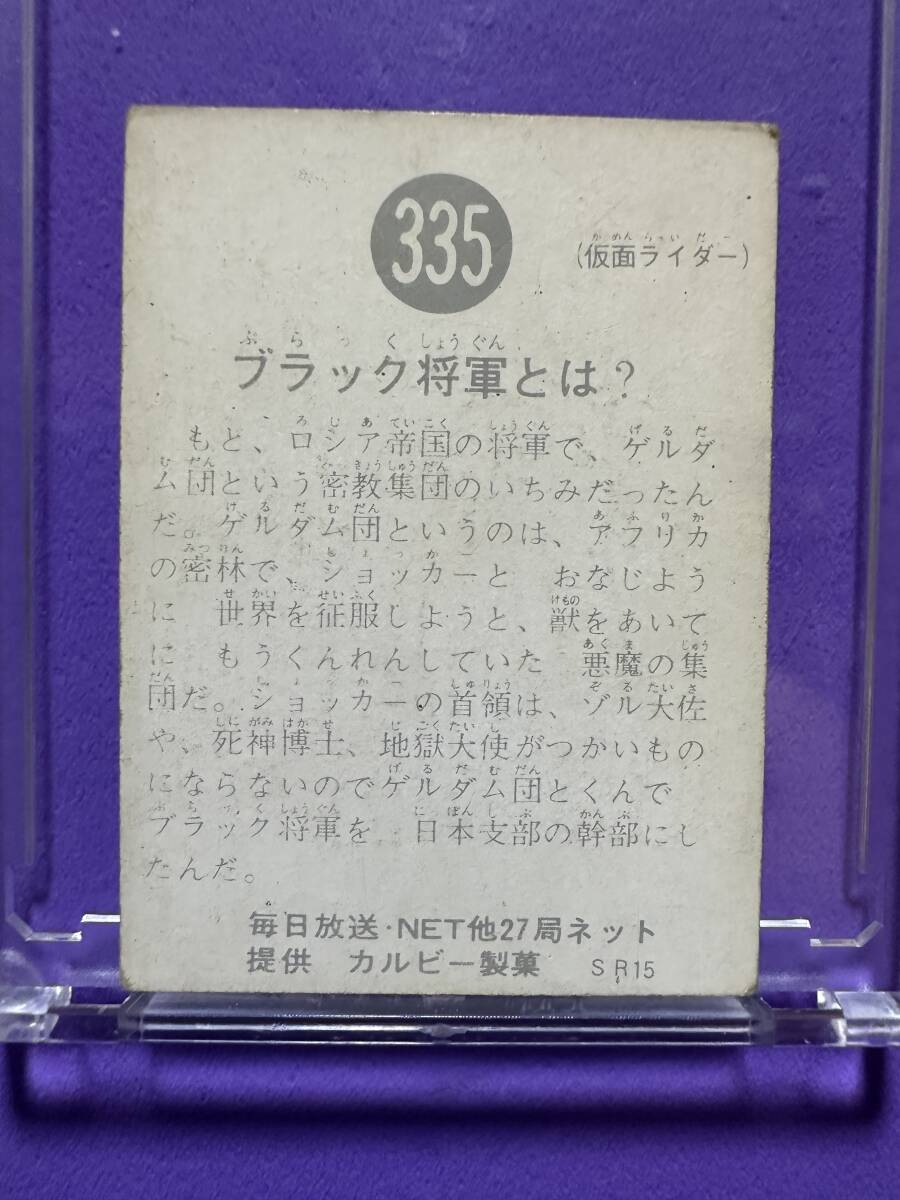 335
(仮面ライダー)
ブラック将軍とは?
もと、ロシア帝国の将軍で、ゲルダ
ム団という密教集団のいちみだったん
だ。ゲルダム団というのは、アフリカ
の密林で、ショッカーと おなじよう
に 世界を征服しようと、獣をあいて
に もうくんれんしていた 悪魔の集
団だ。ショッカーの首領は、ゾル大佐
や、死神博士、地獄大使がつかいもの
にならないのでゲルダム団とくんで
ブラック将軍を 日本支部の幹部にし
たんだ。
毎日放送・NET他27局ネット
提供 カルビー製菓 SR15